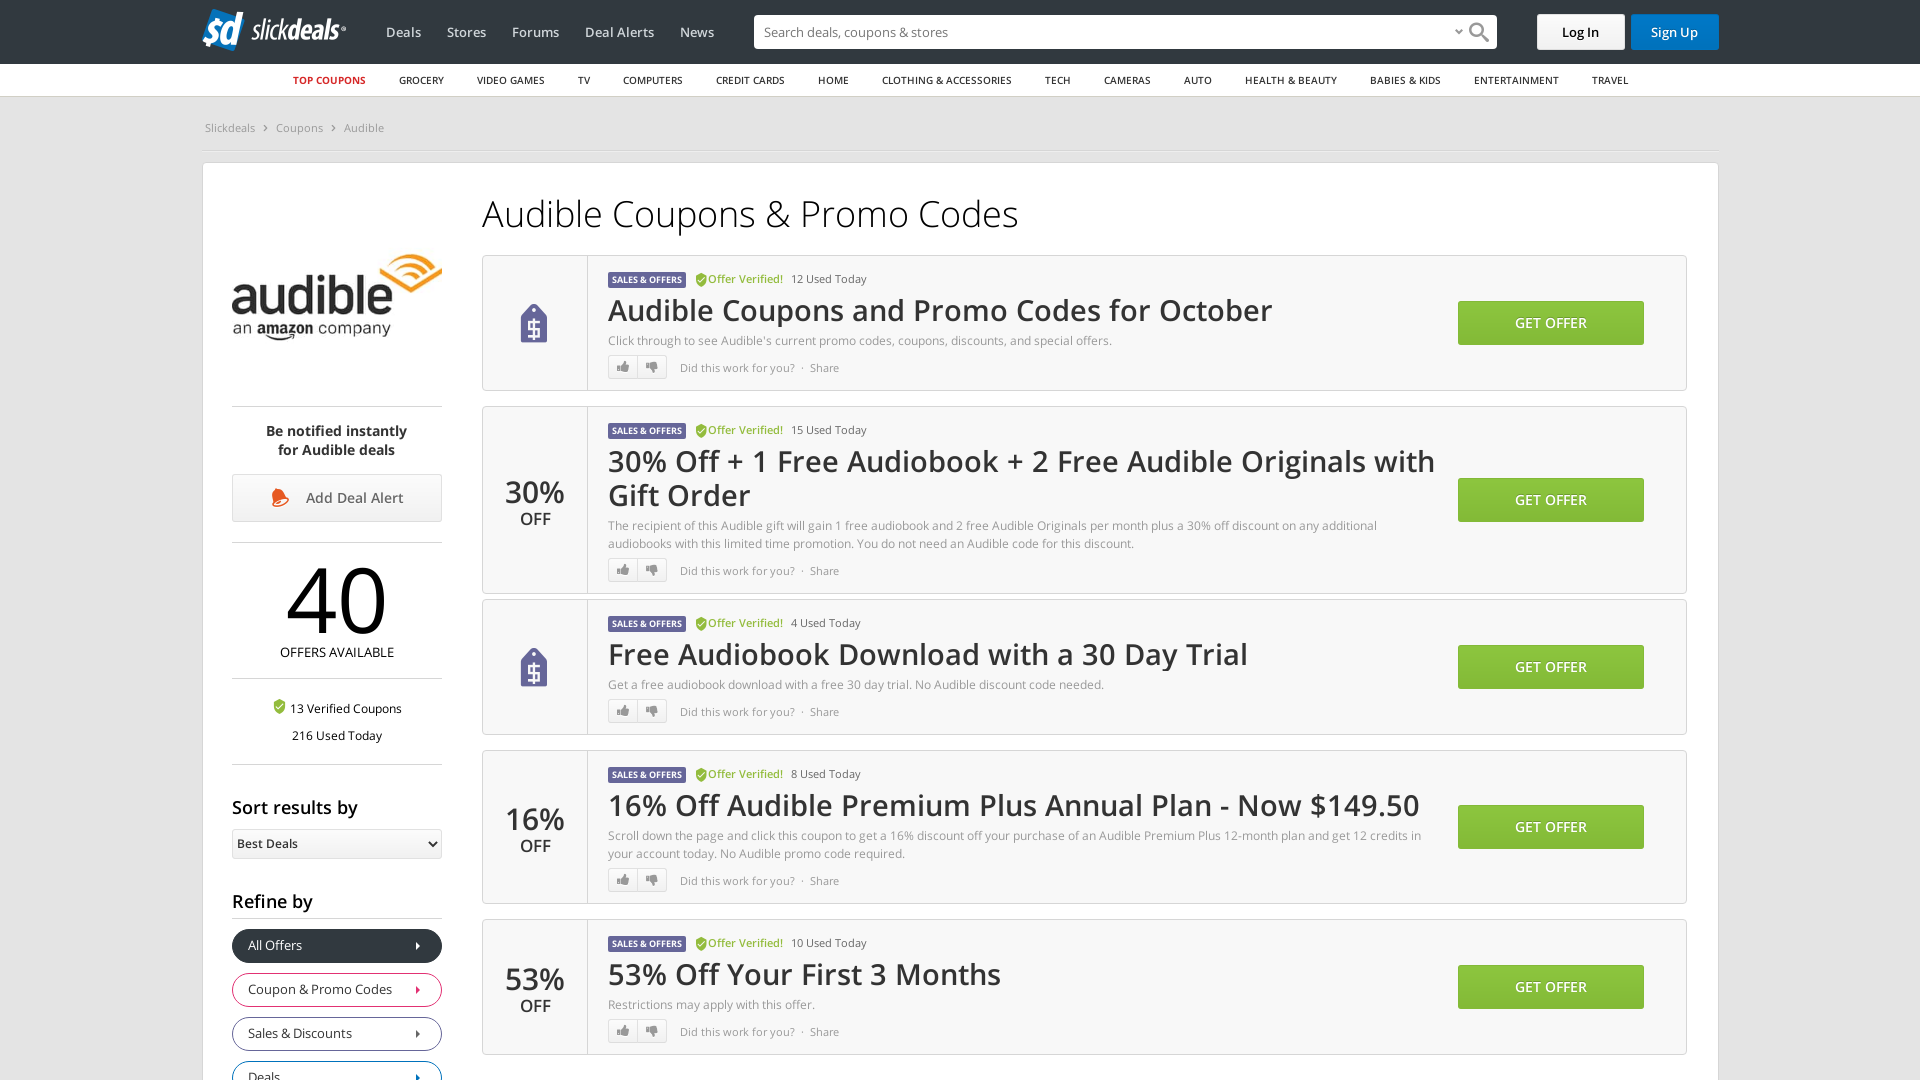 slickdeals
Deals Stores Forums Deal Alerts News
Search deals, coupons & stores
Log In
Sign Up
TOP COUPONS GROCERY VIDEO GAMES TV COMPUTERS CREDIT CARDS HOME CLOTHING & ACCESSORIES TECH CAMERAS AUTO HEALTH & BEAUTY BABIES & KIDS ENTERTAINMENT TRAVEL
Slickdeals > Coupons > Audible
audible
an amazon company
Be notified instantly
for Audible deals
Add Deal Alert
40
OFFERS AVAILABLE
13 Verified Coupons
216 Used Today
Sort results by
Best Deals
Refine by
All Offers
Coupon & Promo Codes
Sales & Discounts
Deals
Audible Coupons & Promo Codes
SALES & OFFERS Offer Verified! 12 Used Today
Audible Coupons and Promo Codes for October
Click through to see Audible's current promo codes, coupons, discounts, and special offers.
Did this work for you? · Share
GET OFFER
30%
OFF
SALES & OFFERS Offer Verified! 15 Used Today
30% Off + 1 Free Audiobook + 2 Free Audible Originals with
Gift Order
The recipient of this Audible gift will gain 1 free audiobook and 2 free Audible Originals per month plus a 30% off discount on any additional
audiobooks with this limited time promotion. You do not need an Audible code for this discount.
Did this work for you? · Share
GET OFFER
SALES & OFFERS Offer Verified! 4 Used Today
Free Audiobook Download with a 30 Day Trial
Get a free audiobook download with a free 30 day trial. No Audible discount code needed.
Did this work for you? · Share
GET OFFER
16%
OFF
SALES & OFFERS Offer Verified! 8 Used Today
16% Off Audible Premium Plus Annual Plan - Now $149.50
Scroll down the page and click this coupon to get a 16% discount off your purchase of an Audible Premium Plus 12-month plan and get 12 credits in
your account today. No Audible promo code required.
Did this work for you? · Share
GET OFFER
53%
OFF
SALES & OFFERS Offer Verified! 10 Used Today
53% Off Your First 3 Months
Restrictions may apply with this offer.
Did this work for you? · Share
GET OFFER